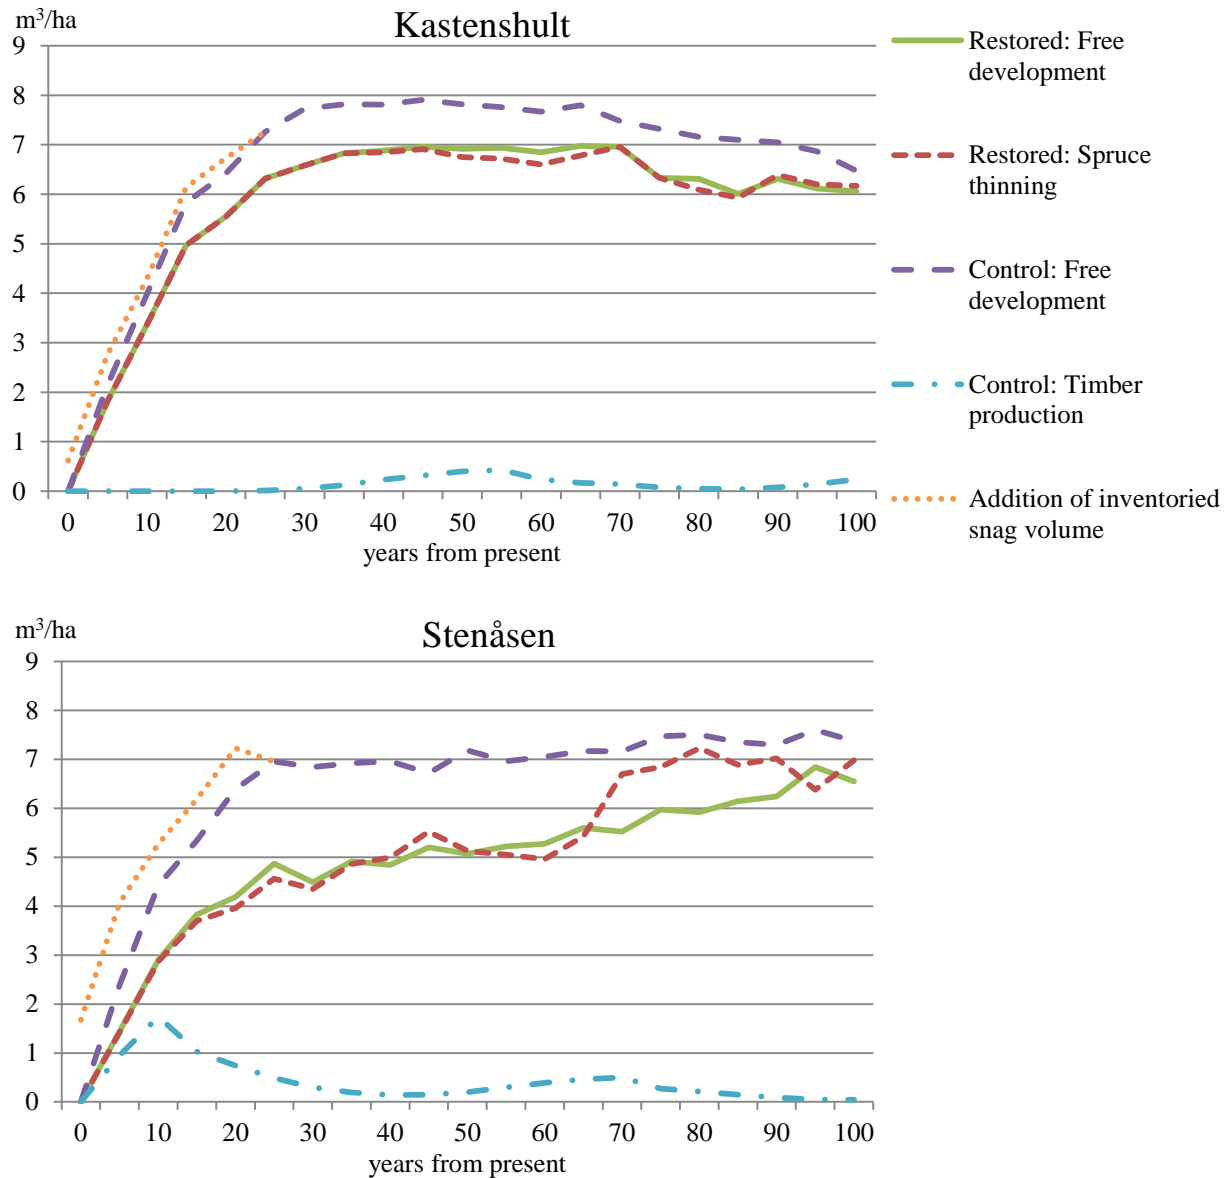 Kastenshult
m³/ha
9
8
7
6
5
4
3
2
1
0
0 10 20 30 40 50 60 70 80 90 100
years from present
Restored: Free
development
Restored: Spruce
thinning
Control: Free
development
Control: Timber
production
Addition of inventoried
snag volume
Stenåsen
m³/ha
9
8
7
6
5
4
3
2
1
0
0 10 20 30 40 50 60 70 80 90 100
years from present